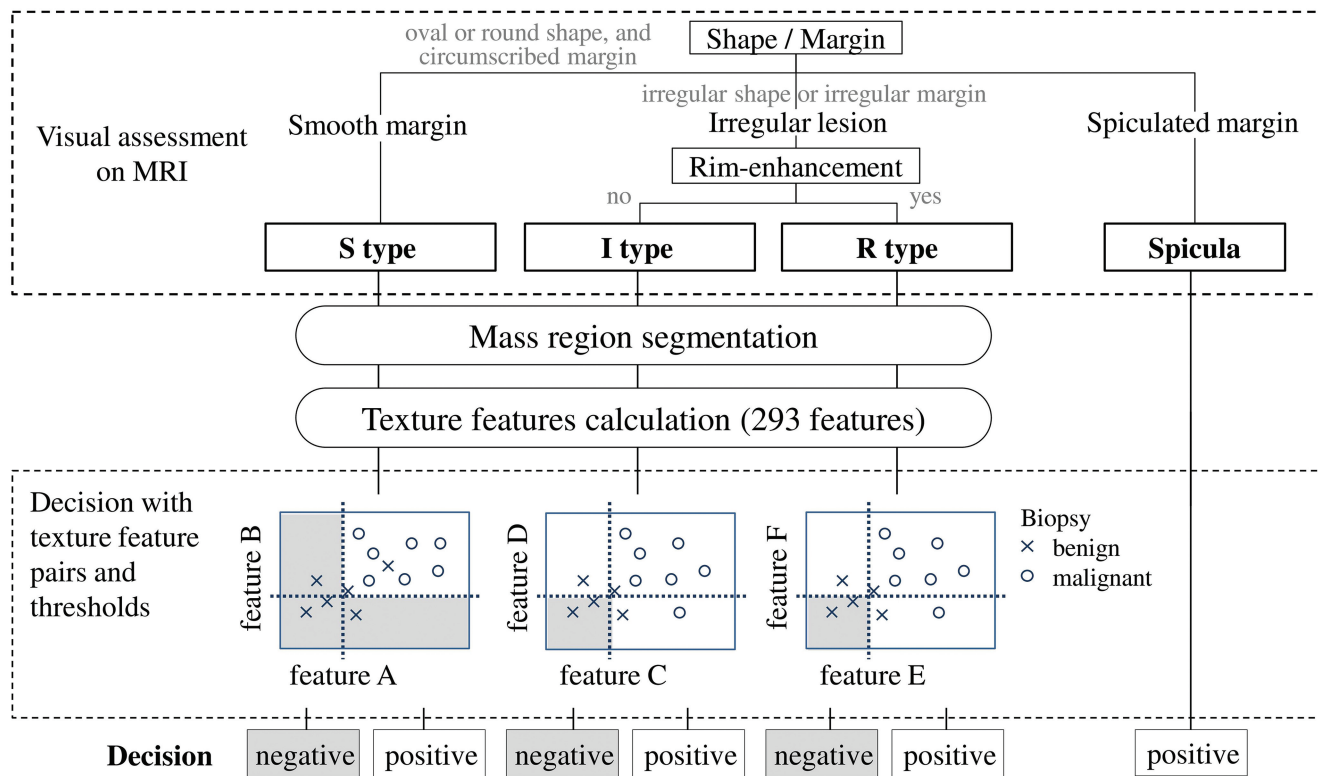 Shape / Margin
oval or round shape, and
circumscribed margin
irregular shape or irregular margin
Visual assessment
on MRI
Smooth margin
Irregular lesion
Spiculated margin
Rim-enhancement
no
yes
S type
I type
R type
Spicula
Mass region segmentation
Texture features calculation (293 features)
Decision with
texture feature
pairs and
thresholds
feature B
feature A
feature D
feature C
feature F
feature E
Biopsy
× benign
○ malignant
Decision
negative
positive
negative
positive
negative
positive
positive